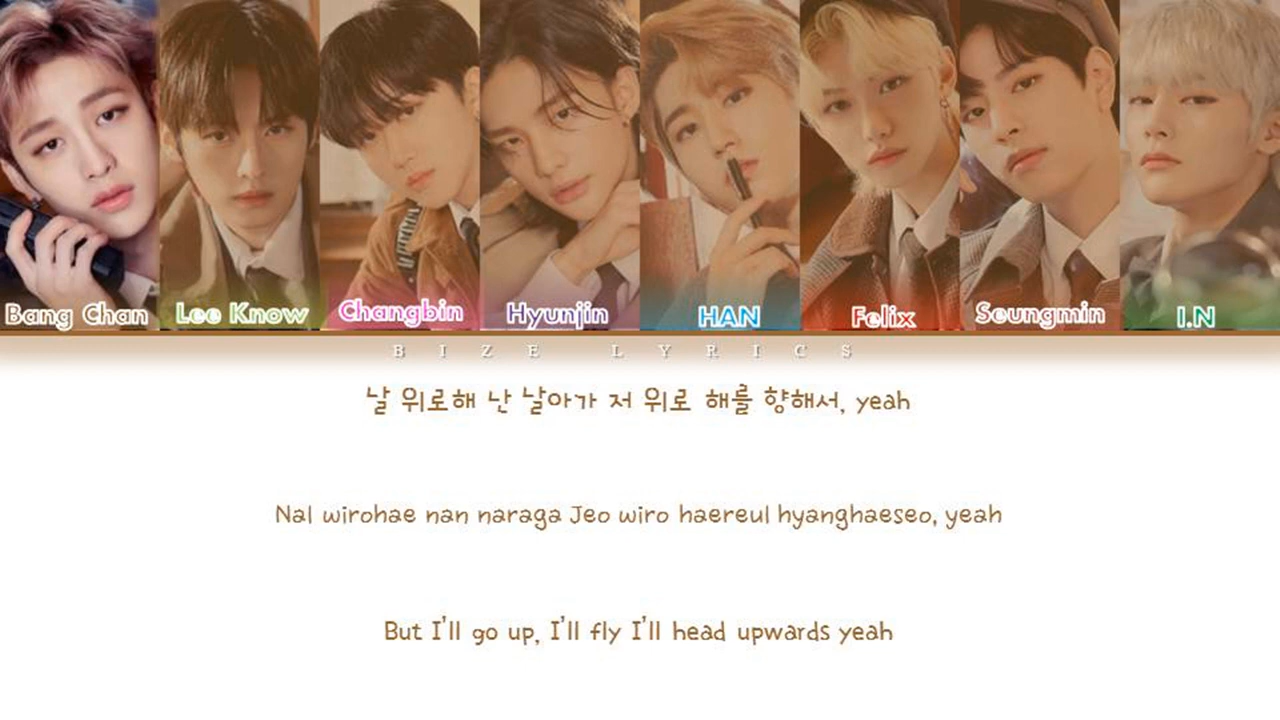 Bang Chan Lee Know Changbin Hyunjin HAN Felix Seungmin I.N
BIZE LYRICS
날 위로해 난 날아가 저 위로 해를 향해서, yeah
Nal wirohae nan naraga Jeo wiro haereul hyanghaeseo, yeah
But I'll go up, I'll fly I'll head upwards yeah